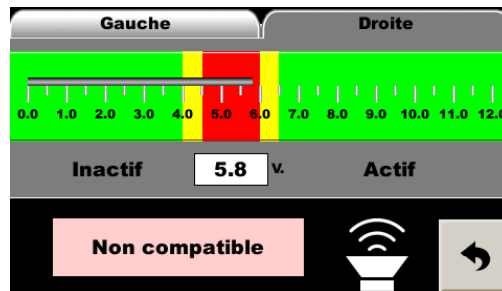 Gauche Droite
0.0 1.0 2.0 3.0 4.0 5.0 6.0 7.0 8.0 9.0 10.0 11.0 12.0
Inactif 5.8 v. Actif
Non compatible